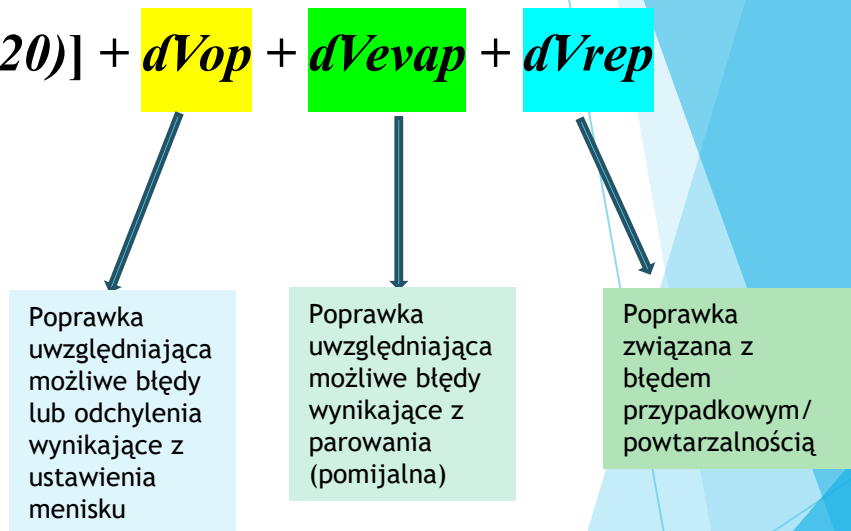 20)] + dVop + dVevap + dVrep
Poprawka
uwzględniająca
możliwe błędy
lub odchylenia
wynikające z
ustawienia
menisku
Poprawka
uwzględniająca
możliwe błędy
wynikające z
parowania
(pomijalna)
Poprawka
związana z
błędem
przypadkowym/
powtarzalnością